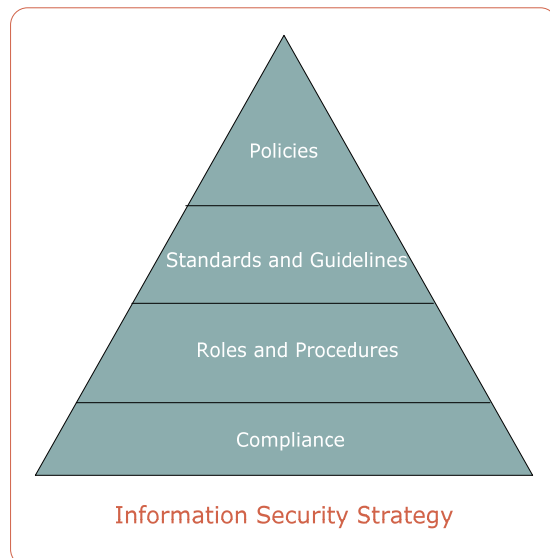 Policies
Standards and Guidelines
Roles and Procedures
Compliance
Information Security Strategy